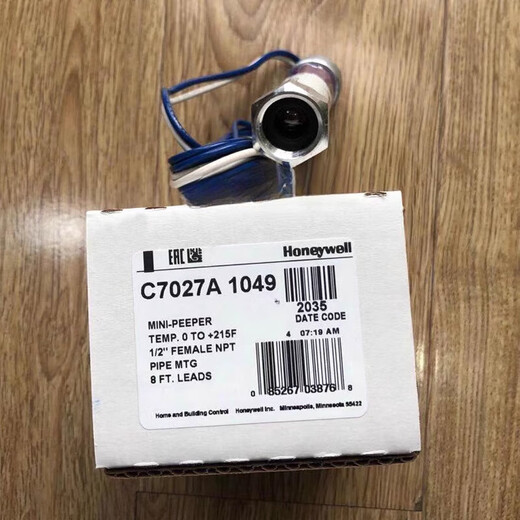 EAC
Honeywell
C7027A 1049
2035
DATE CODE
4 07:19 AM
MINI-PEEPER
TEMP. 0 TO +215F
1/2" FEMALE NPT
PIPE MTG
8 FT. LEADS
0 85267 03876 8
Home and Building Control Honeywell Inc. Minneapolis, Minnesota 55422